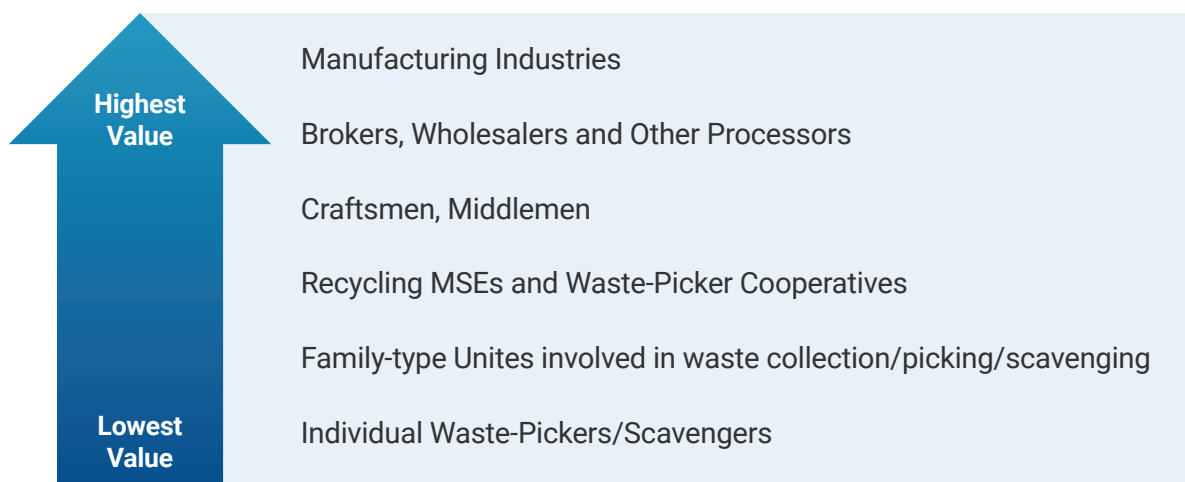 Manufacturing Industries
Highest
Value
Brokers, Wholesalers and Other Processors
Craftsmen, Middlemen
Recycling MSEs and Waste-Picker Cooperatives
Family-type Unites involved in waste collection/picking/scavenging
Lowest
Value
Individual Waste-Pickers/Scavengers